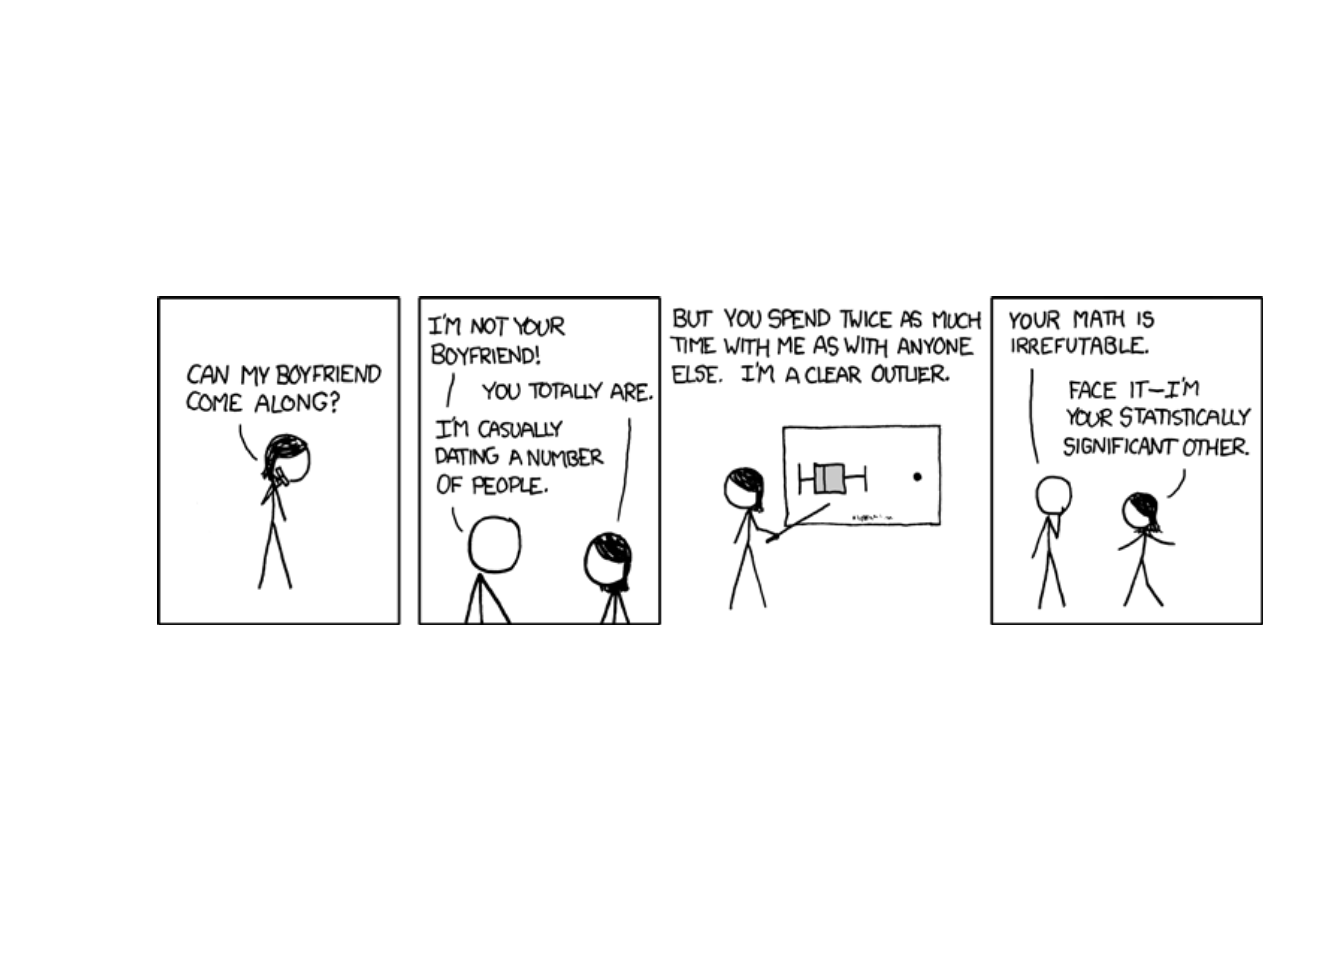 CAN MY BOYFRIEND
COME ALONG?
I'M NOT YOUR
BOYFRIEND!
YOU TOTALLY ARE.
I'M CASUALLY
DATING A NUMBER
OF PEOPLE.
BUT YOU SPEND TWICE AS MUCH
TIME WITH ME AS WITH ANYONE
ELSE. I'M A CLEAR OUTLIER.
YOUR MATH IS
IRREFUTABLE.
FACE IT—I'M
YOUR STATISTICALLY
SIGNIFICANT OTHER.